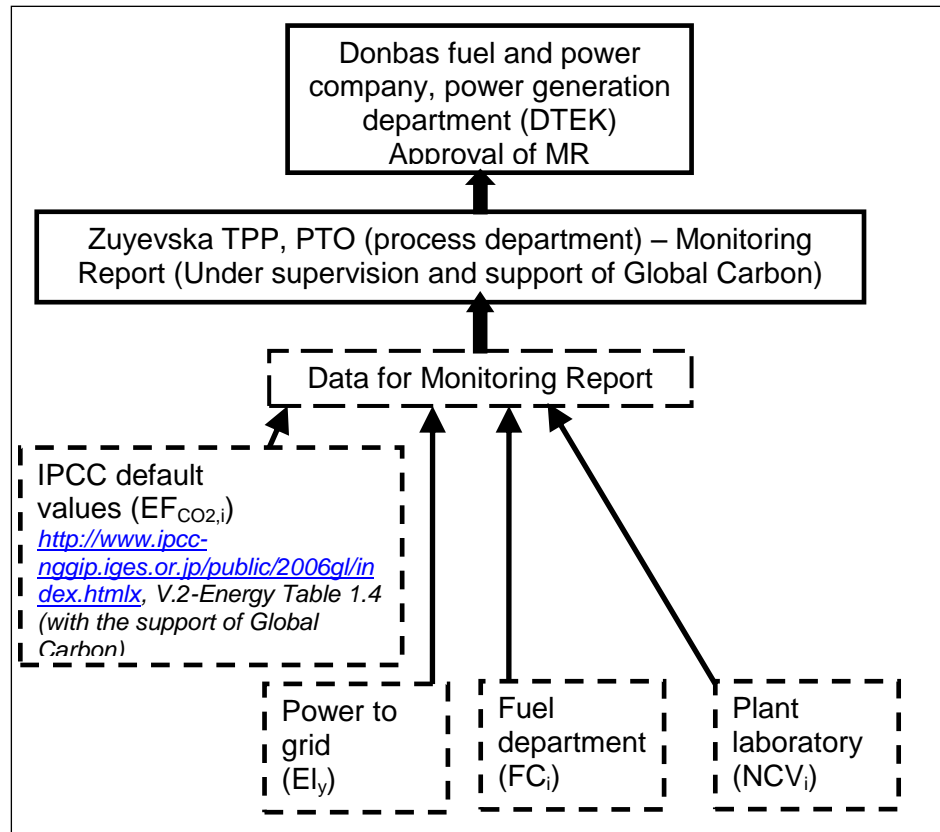 Donbas fuel and power
company, power generation
department (DTEK)
Approval of MR
Zuyevska TPP, PTO (process department) – Monitoring
Report (Under supervision and support of Global Carbon)
Data for Monitoring Report
IPCC default
values (EFCO2,i)
http://www.ipcc-
nggip.iges.or.jp/public/2006gl/in
dex.htmlx, V.2-Energy Table 1.4
(with the support of Global
Carbon)
Power to
grid
(Ely)
Fuel
department
(FCi)
Plant
laboratory
(NCVi)